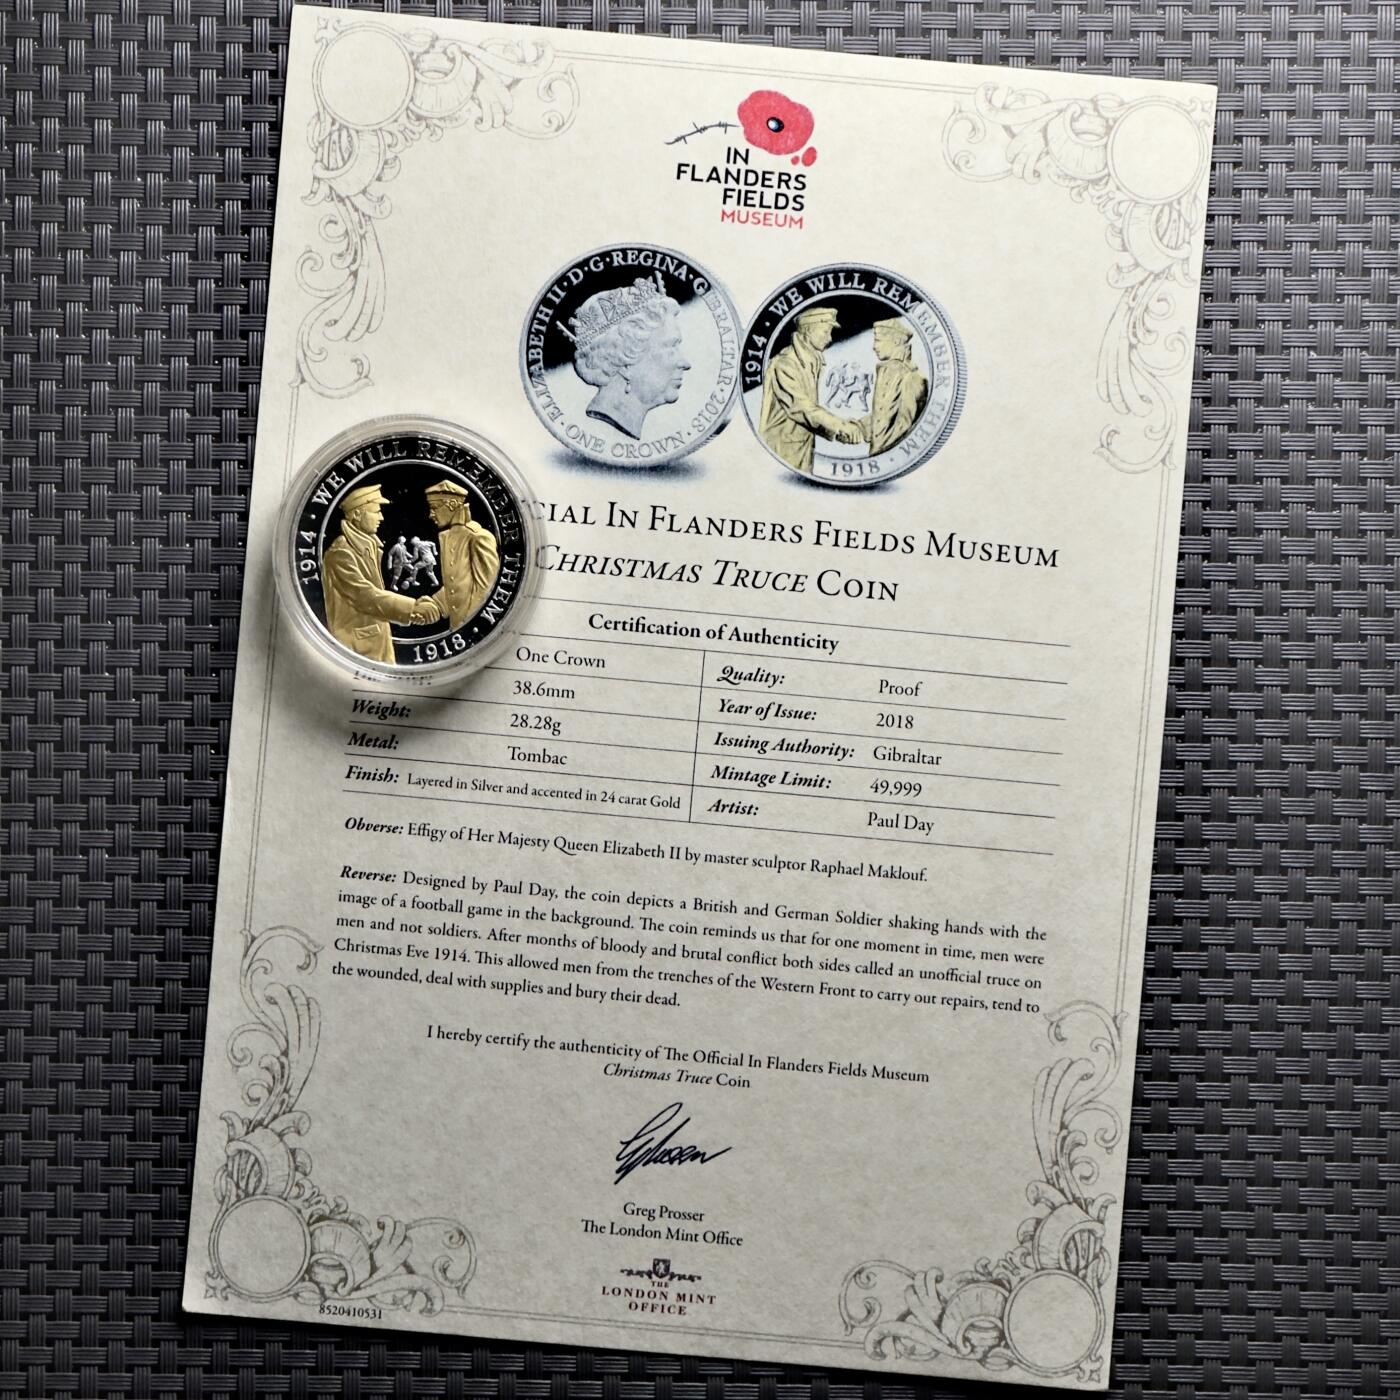 IN
FLANDERS
FIELDS
MUSEUM
ELIZABETH II · D · G · REGINA · GIBRALTAR · 2018
· ONE CROWN ·
1914 · WE WILL REMEMBER THEM ·
1918
1914 · WE WILL REMEMBER THEM ·
1918
IN FLANDERS FIELDS MUSEUM
CHRISTMAS TRUCE COIN
Certification of Authenticity
One Crown
38.6mm
Weight: 28.28g
Metal: Tombac
Finish: Layered in Silver and accented in 24 carat Gold
Quality: Proof
Year of Issue: 2018
Issuing Authority: Gibraltar
Mintage Limit: 49,999
Artist: Paul Day
Obverse: Effigy of Her Majesty Queen Elizabeth II by master sculptor Raphael Maklouf.
Reverse: Designed by Paul Day, the coin depicts a British and German Soldier shaking hands with the
image of a football game in the background. The coin reminds us that for one moment in time, men were
men and not soldiers. After months of bloody and brutal conflict both sides called an unofficial truce on
Christmas Eve 1914. This allowed men from the trenches of the Western Front to carry out repairs, tend to
the wounded, deal with supplies and bury their dead.
I hereby certify the authenticity of The Official In Flanders Fields Museum
Christmas Truce Coin
Greg Prosser
The London Mint Office
THE
LONDON MINT
OFFICE
8520410531